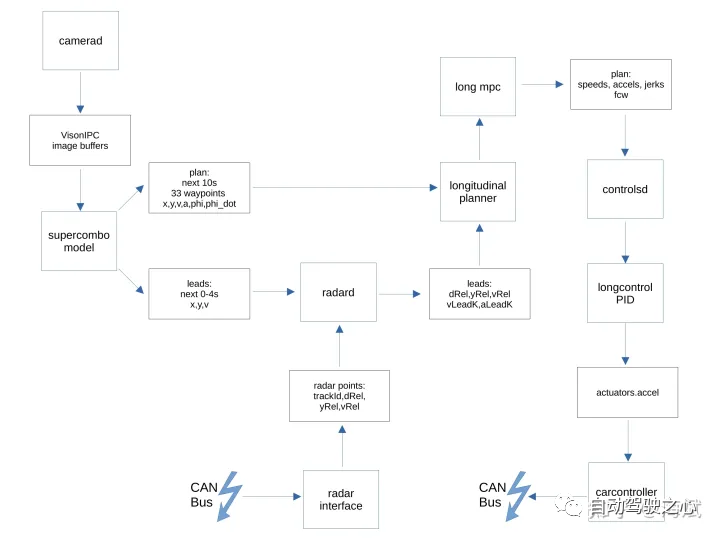 camerad
VisonIPC
image buffers
supercombo
model
plan:
next 10s
33 waypoints
x,y,v,a,phi,phi_dot
leads:
next 0-4s
x,y,v
radard
radar points:
trackId,dRel,
yRel,vRel
CAN
Bus
radar
interface
leads:
dRel,yRel,vRel
vLeadK,aLeadK
longitudinal
planner
long mpc
plan:
speeds, accels, jerks
fcw
controlsd
longcontrol
PID
actuators.accel
carcontroller
CAN
Bus
自动驾驶之心